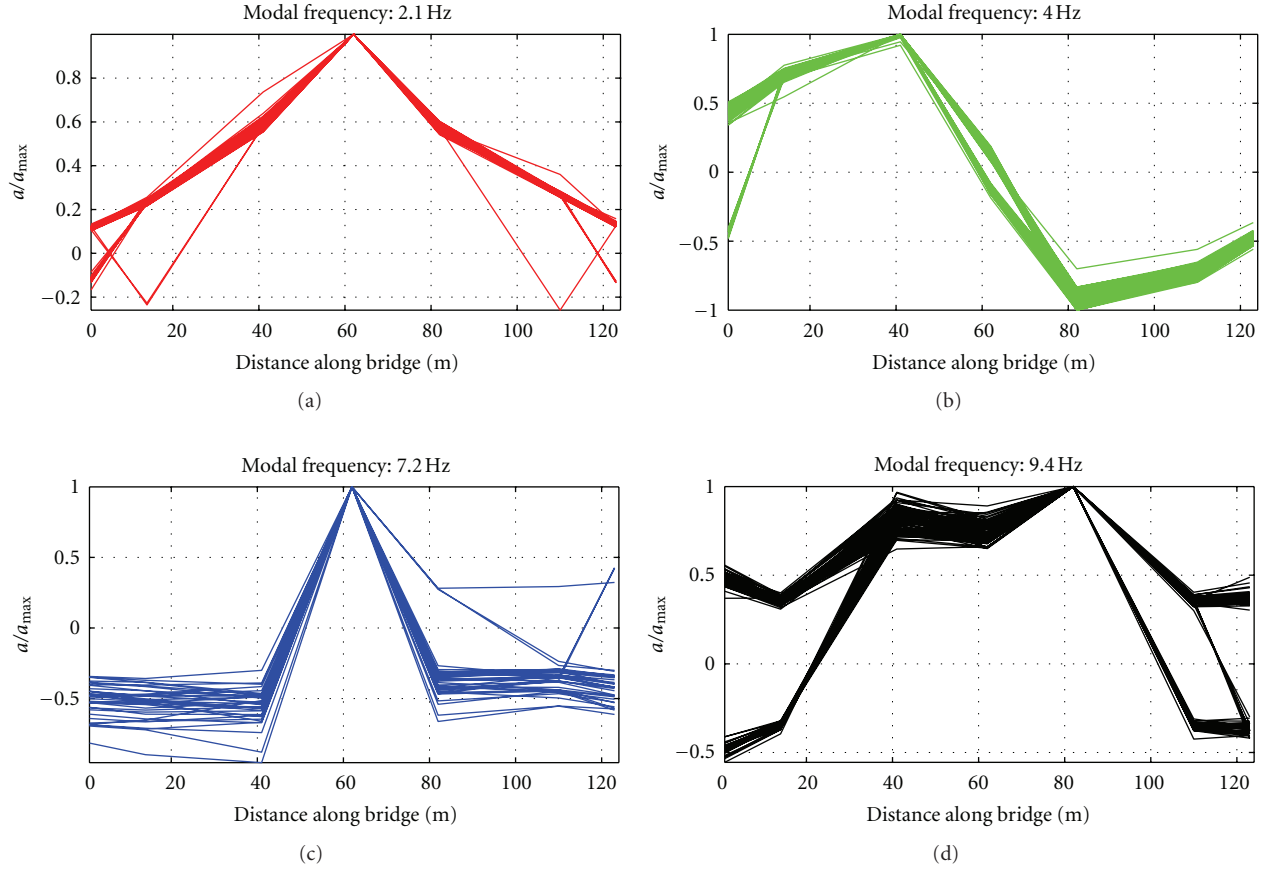 Modal frequency: 2.1 Hz
0.8
0.6
0.4
0.2
0
−0.2
a/a_max
0 20 40 60 80 100 120
Distance along bridge (m)
(a)
Modal frequency: 4 Hz
1
0.5
0
−0.5
−1
a/a_max
0 20 40 60 80 100 120
Distance along bridge (m)
(b)
Modal frequency: 7.2 Hz
1
0.5
0
−0.5
a/a_max
0 20 40 60 80 100 120
Distance along bridge (m)
(c)
Modal frequency: 9.4 Hz
1
0.5
0
−0.5
a/a_max
0 20 40 60 80 100 120
Distance along bridge (m)
(d)